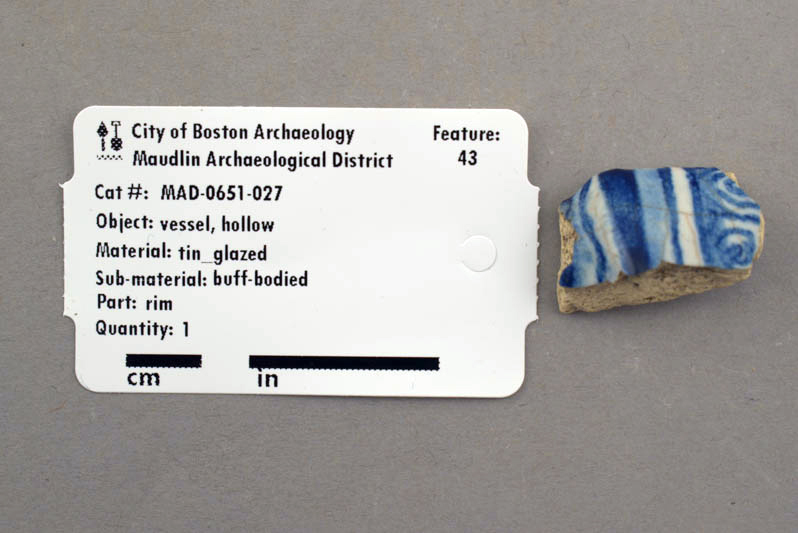 City of Boston Archaeology
Maudlin Archaeological District
Feature:
43
Cat #: MAD-0651-027
Object: vessel, hollow
Material: tin_glazed
Sub-material: buff-bodied
Part: rim
Quantity: 1
cm in